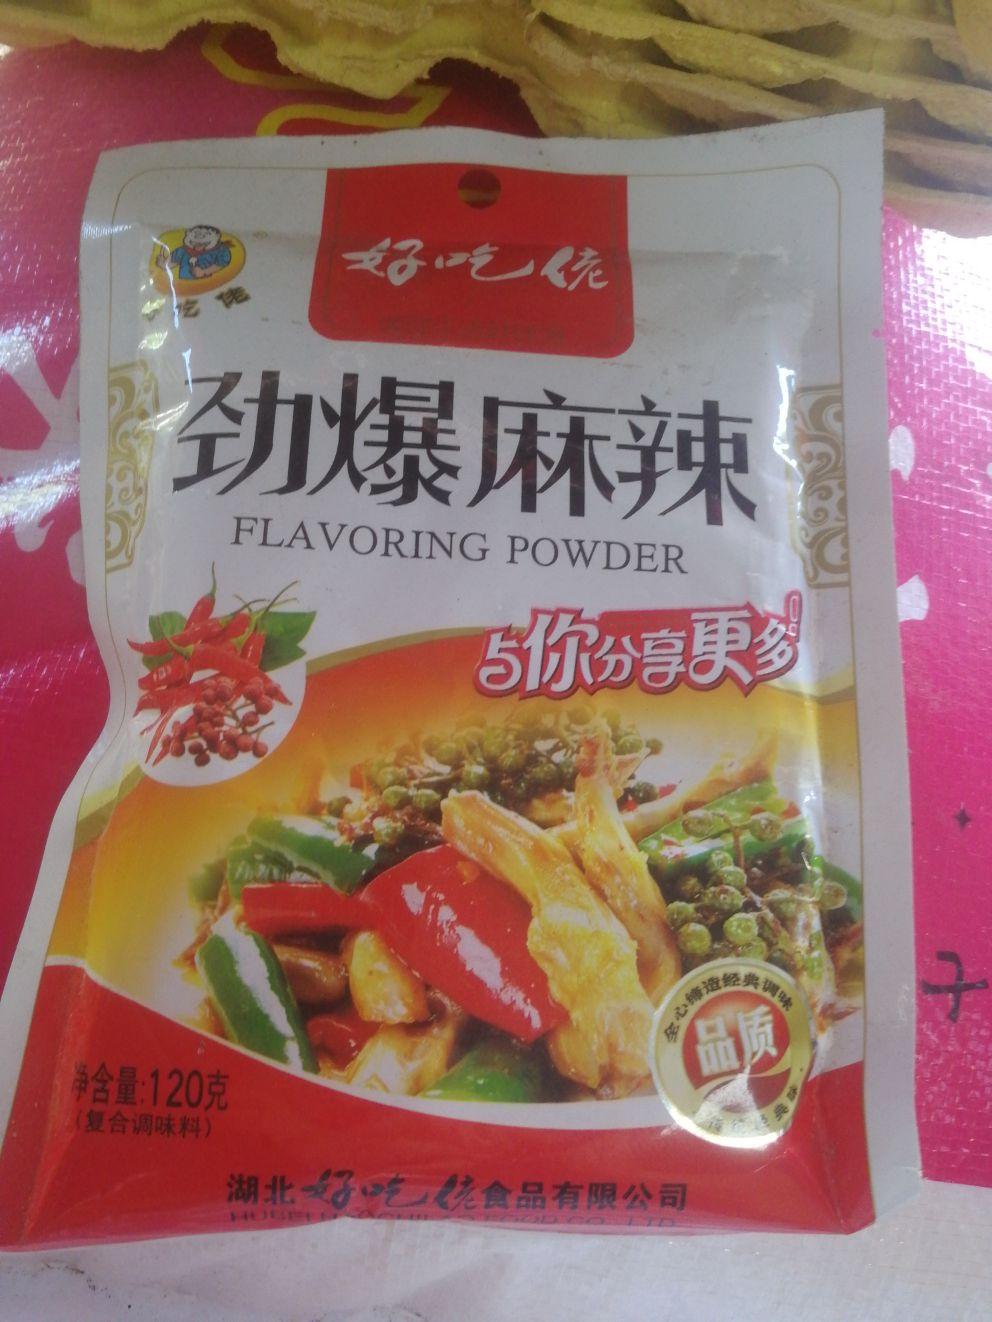 好吃佬
吃佬
劲爆麻辣
FLAVORING POWDER
与你分享更多
品质
净含量:120克
(复合调味料)
湖北好吃佬食品有限公司